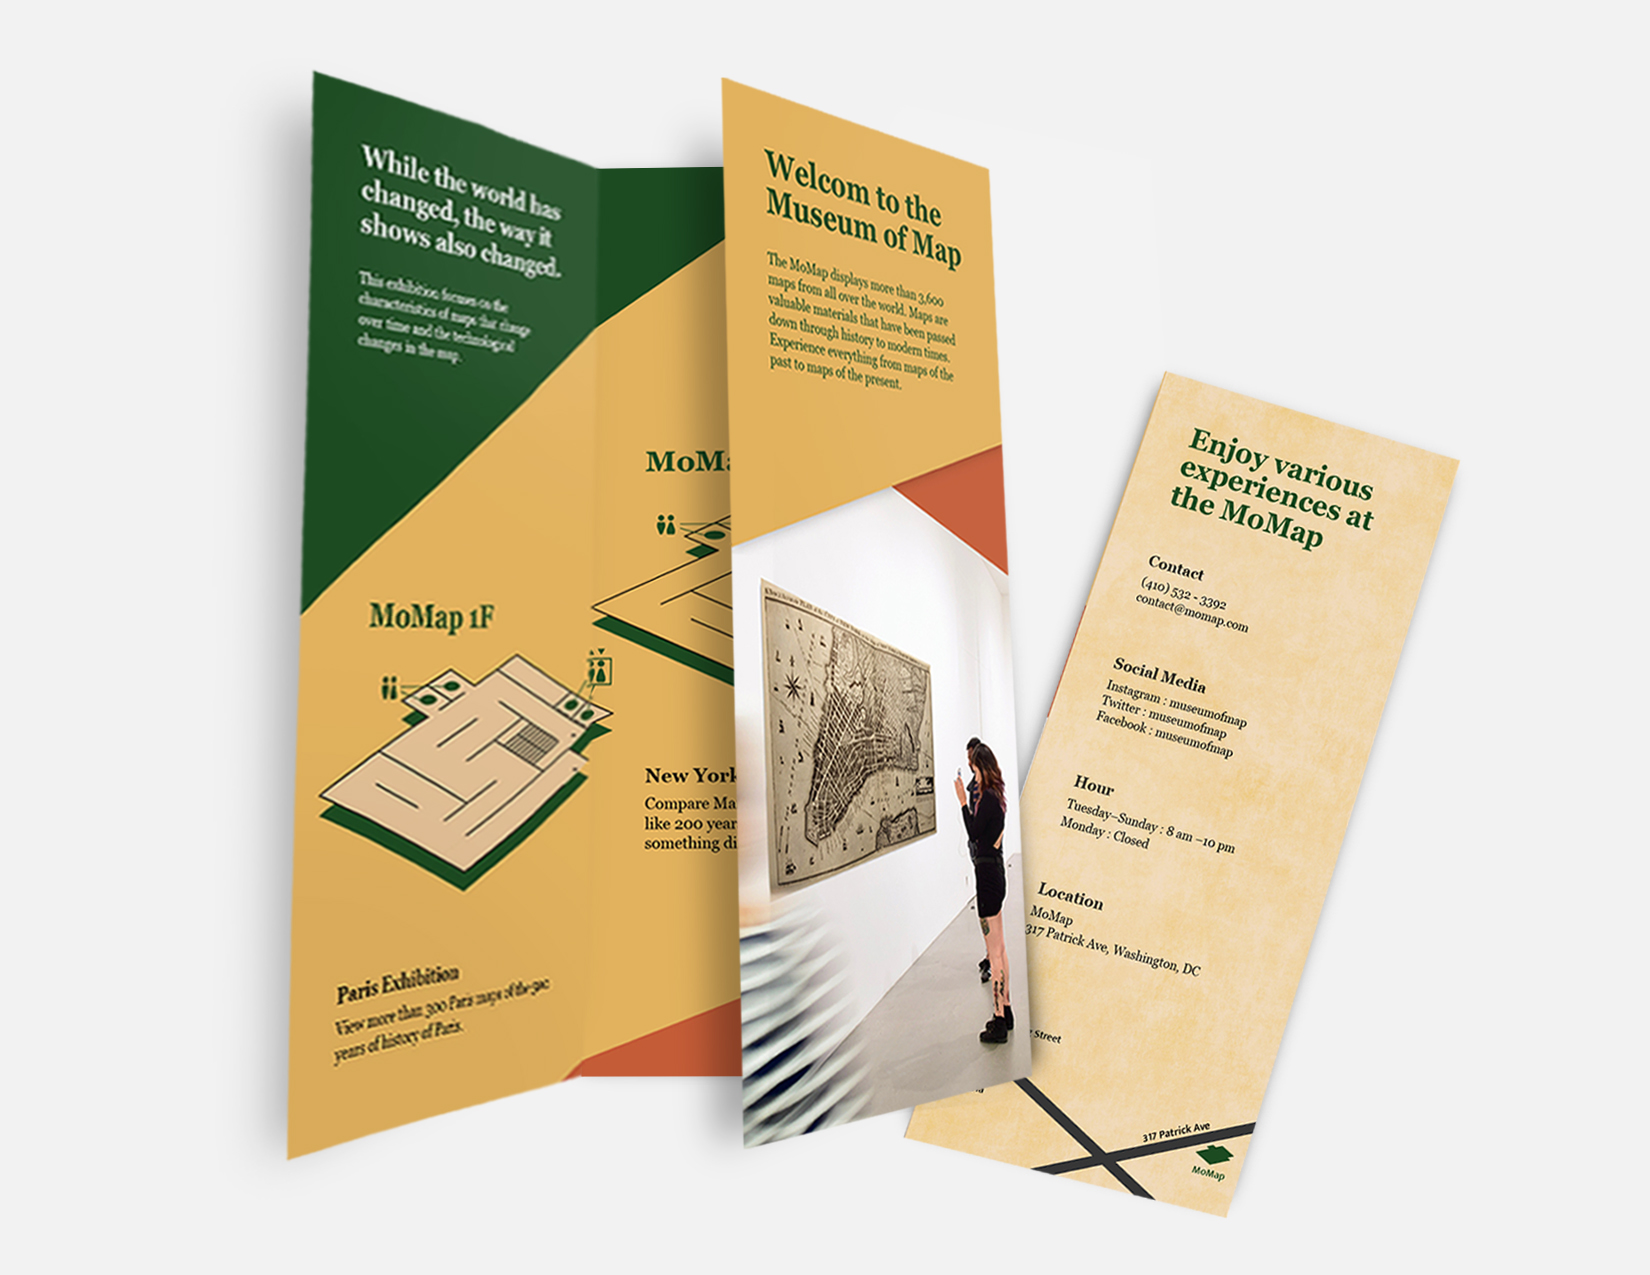 While the world has
changed, the way it
shows also changed.
This exhibition focuses on the
characteristics of maps that change
over time and the technological
changes in the map.
MoMap 1F
Paris Exhibition
View more than 300 Paris maps of the 900
years of history of Paris.
MoMa
New York
Compare Ma
like 200 year
something di
Welcom to the
Museum of Map
The MoMap displays more than 3,600
maps from all over the world. Maps are
valuable materials that have been passed
down through history to modern times.
Experience everything from maps of the
past to maps of the present.
Enjoy various
experiences at
the MoMap
Contact
(410) 532 - 3392
contact@momap.com
Social Media
Instagram : museumofmap
Twitter : museumofmap
Facebook : museumofmap
Hour
Tuesday–Sunday : 8 am –10 pm
Monday : Closed
Location
MoMap
317 Patrick Ave, Washington, DC
Street
317 Patrick Ave
MoMap